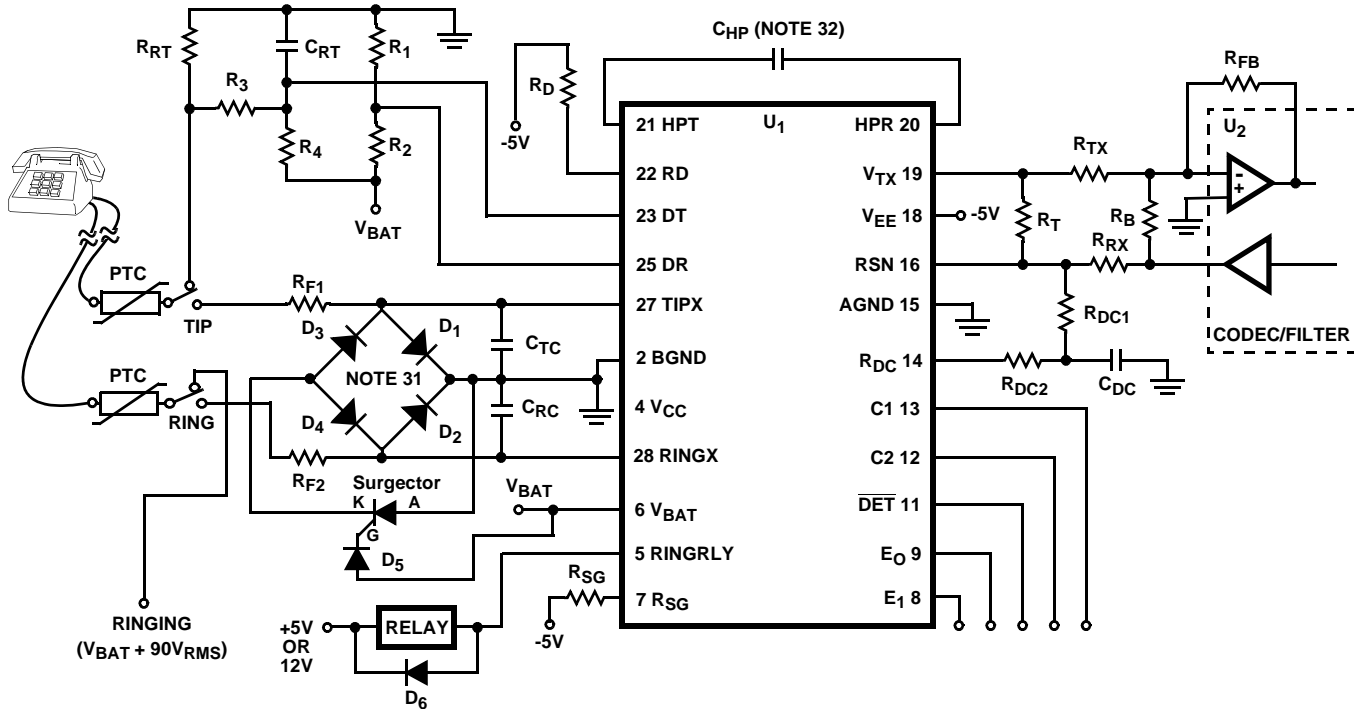 C_HP (NOTE 32)
R_RT
C_RT
R_1
R_3
R_4
R_2
V_BAT
-5V
R_D
R_FB
U_2
R_TX
R_T
R_B
R_RX
R_DC1
R_DC2
C_DC
CODEC/FILTER
U_1
21 HPT
22 RD
23 DT
25 DR
27 TIPX
2 BGND
4 V_CC
28 RINGX
6 V_BAT
5 RINGRLY
7 R_SG
HPR 20
V_TX 19
V_EE 18
-5V
RSN 16
AGND 15
R_DC 14
C1 13
C2 12
DET 11
E_O 9
E_1 8
-
+
PTC
TIP
PTC
RING
R_F1
D_3
D_1
NOTE 31
D_4
D_2
R_F2
C_TC
C_RC
Surgector
K
A
G
D_5
V_BAT
R_SG
-5V
RINGING
(V_BAT + 90V_RMS)
+5V
OR
12V
RELAY
D_6